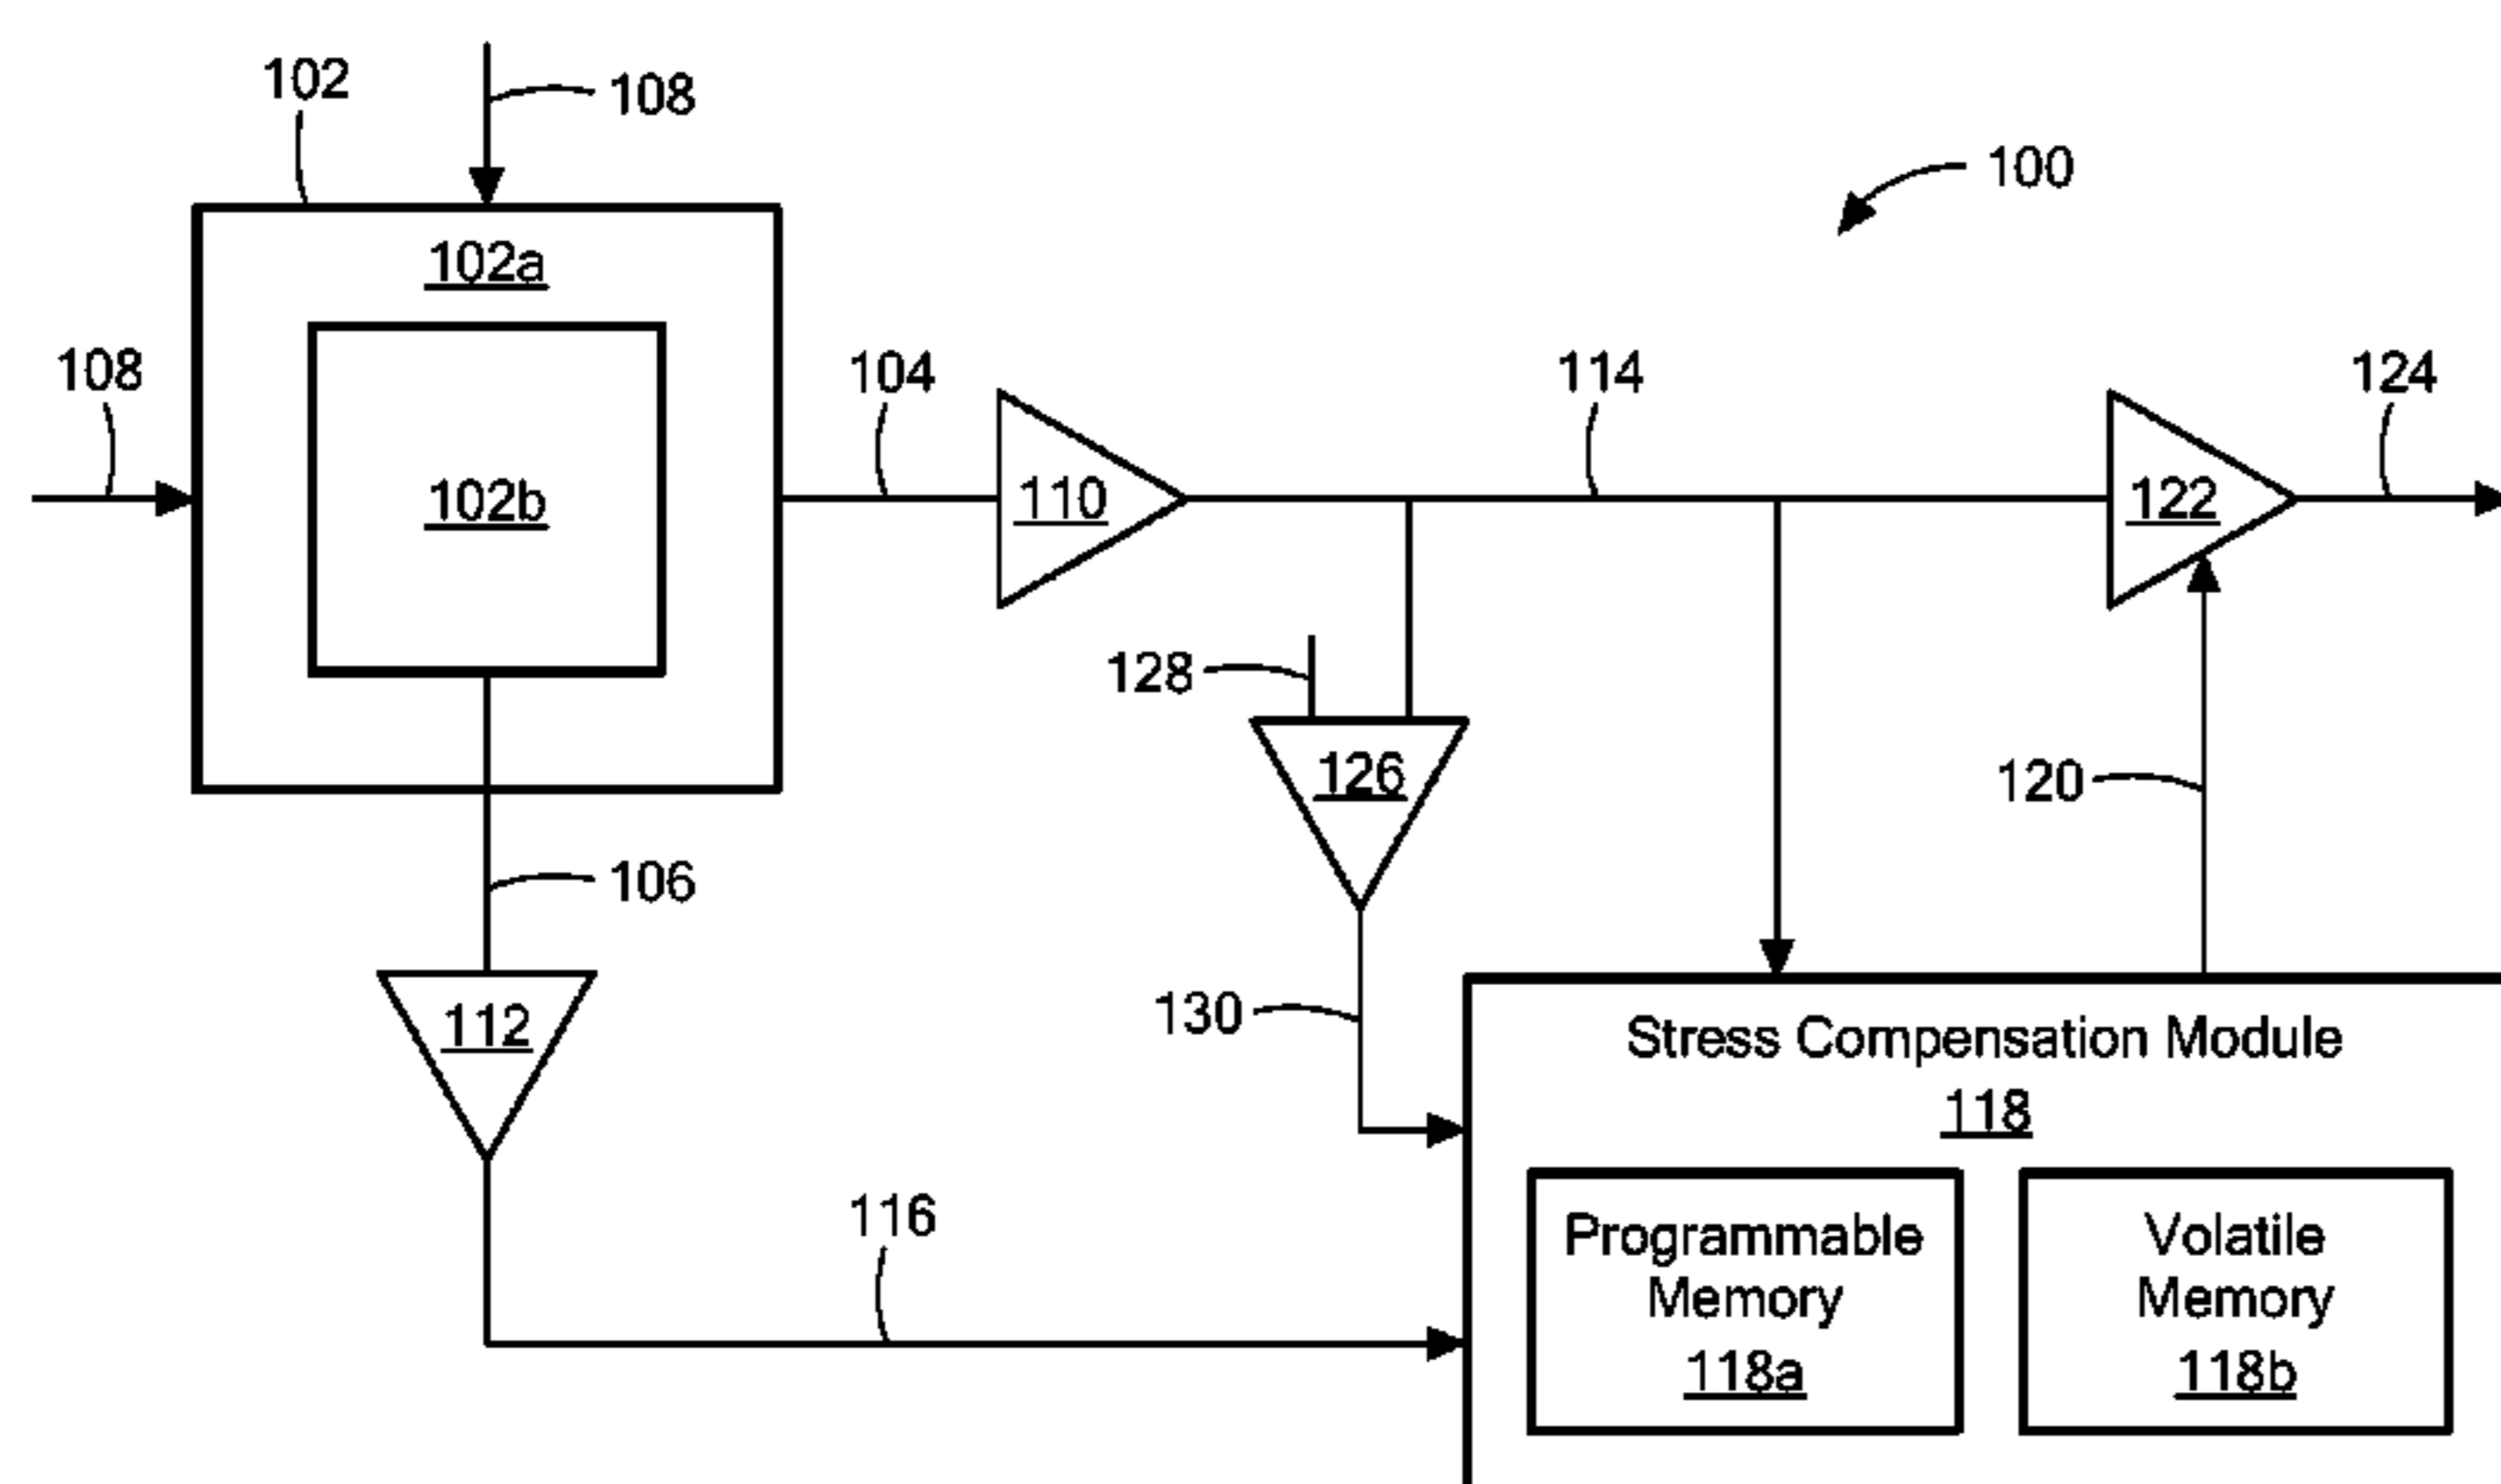 102
108
100
102a
108
104
114
124
102b
110
122
128
126
120
106
112
130
Stress Compensation Module
118
116
Programmable
Memory
118a
Volatile
Memory
118b